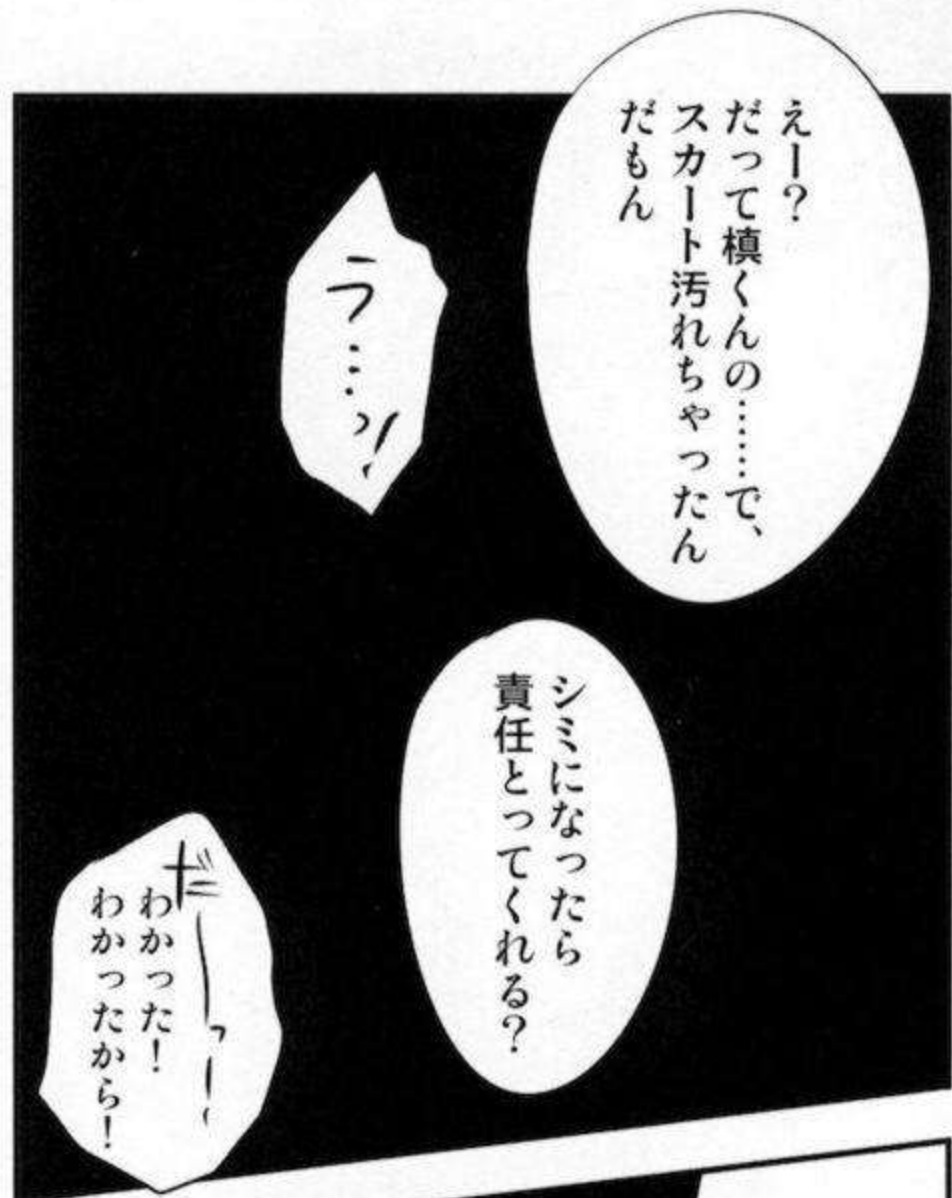 えー？
だって槙くんの……で、
スカート汚れちゃったん
だもん
う…っ！
シミになったら
責任とってくれる？
だーっ！
わかった！
わかったから！